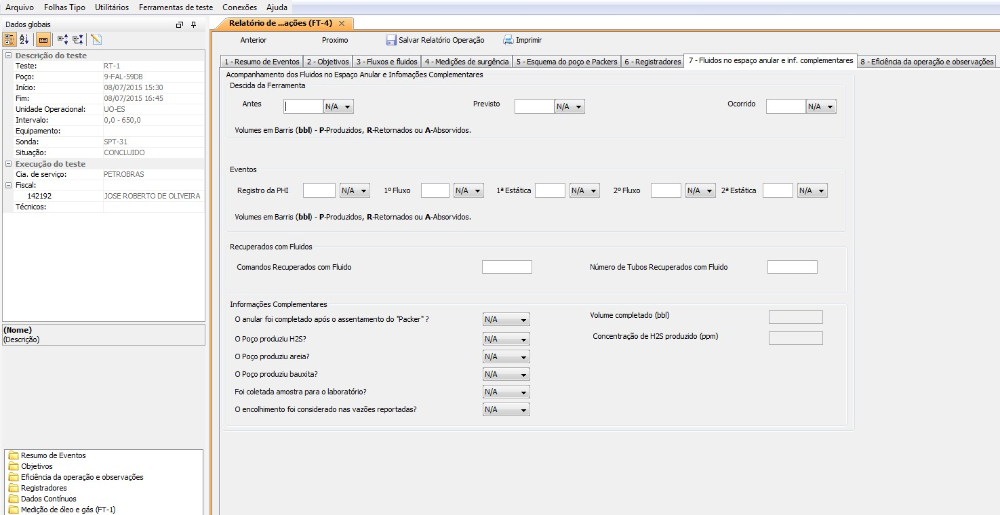 Arquivo Folhas Tipo Utilitários Ferramentas de teste Conexões Ajuda
Dados globais
Descrição do teste
Teste: RT-1
Poço: 9-FAL-59DB
Início: 08/07/2015 15:30
Fim: 08/07/2015 16:45
Unidade Operacional: UO-ES
Intervalo: 0,0 - 650,0
Equipamento:
Sonda: SPT-31
Situação: CONCLUIDO
Execução do teste
Cia. de serviço: PETROBRAS
Fiscal:
142192 JOSE ROBERTO DE OLIVEIRA
Técnicos:
(Nome)
(Descrição)
Resumo de Eventos
Objetivos
Eficiência da operação e observações
Registradores
Dados Contínuos
Medição de óleo e gás (FT-1)
Relatório de ...ações (FT-4)
Anterior Proximo Salvar Relatório Operação Imprimir
1 - Resumo de Eventos 2 - Objetivos 3 - Fluxos e fluidos 4 - Medições de surgência 5 - Esquema do poço e Packers 6 - Registradores 7 - Fluidos no espaço anular e inf. complementares 8 - Eficiência da operação e observações
Acompanhamento dos Fluidos no Espaço Anular e Infomações Complementares
Descida da Ferramenta
Antes N/A Previsto N/A Ocorrido N/A
Volumes em Barris (bbl) - P-Produzidos, R-Retornados ou A-Absorvidos.
Eventos
Registro da PHI N/A 1º Fluxo N/A 1ª Estática N/A 2º Fluxo N/A 2ª Estática N/A
Volumes em Barris (bbl) - P-Produzidos, R-Retornados ou A-Absorvidos.
Recuperados com Fluidos
Comandos Recuperados com Fluido Número de Tubos Recuperados com Fluido
Informações Complementares
O anular foi completado após o assentamento do "Packer" ? N/A Volume completado (bbl)
O Poço produziu H2S? N/A Concentração de H2S produzido (ppm)
O Poço produziu areia? N/A
O Poço produziu bauxita? N/A
Foi coletada amostra para o laboratório? N/A
O encolhimento foi considerado nas vazões reportadas? N/A